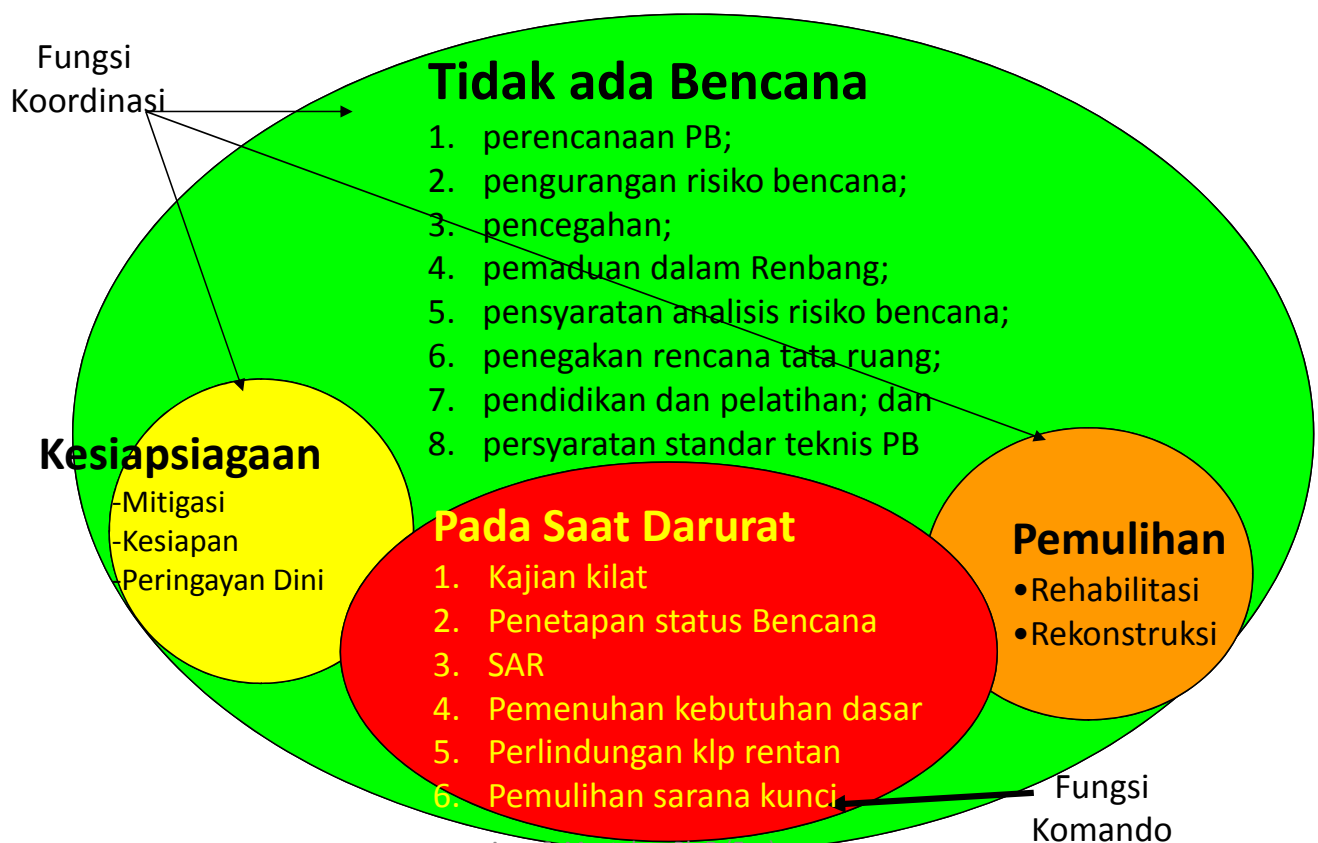 Fungsi
Koordinasi
Tidak ada Bencana
1. perencanaan PB;
2. pengurangan risiko bencana;
3. pencegahan;
4. pemaduan dalam Renbang;
5. pensyaratan analisis risiko bencana;
6. penegakan rencana tata ruang;
7. pendidikan dan pelatihan; dan
8. persyaratan standar teknis PB
Kesiapsiagaan
-Mitigasi
-Kesiapan
-Peringayan Dini
Pada Saat Darurat
1. Kajian kilat
2. Penetapan status Bencana
3. SAR
4. Pemenuhan kebutuhan dasar
5. Perlindungan klp rentan
6. Pemulihan sarana kunci
Pemulihan
•Rehabilitasi
•Rekonstruksi
Fungsi
Komando